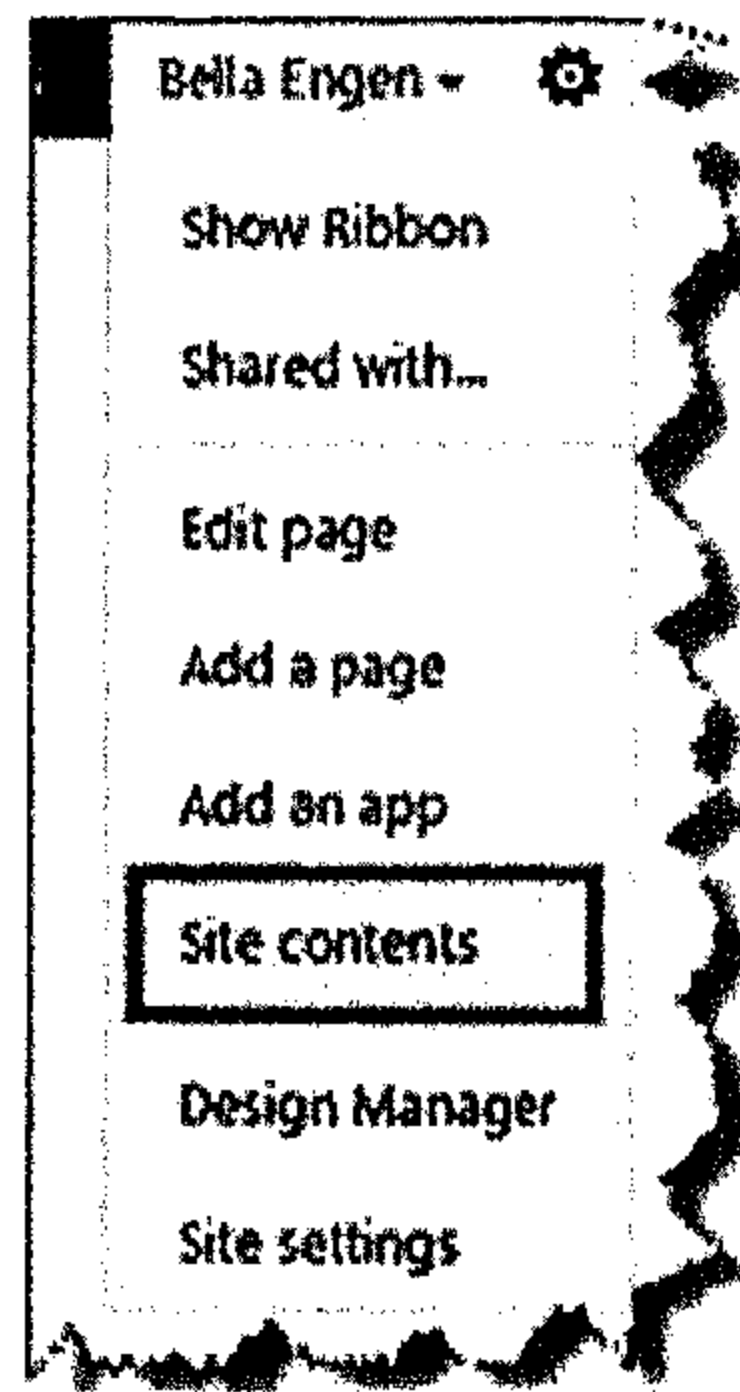 Bella Engen
Show Ribbon
Shared with...
Edit page
Add a page
Add an app
Site contents
Design Manager
Site settings